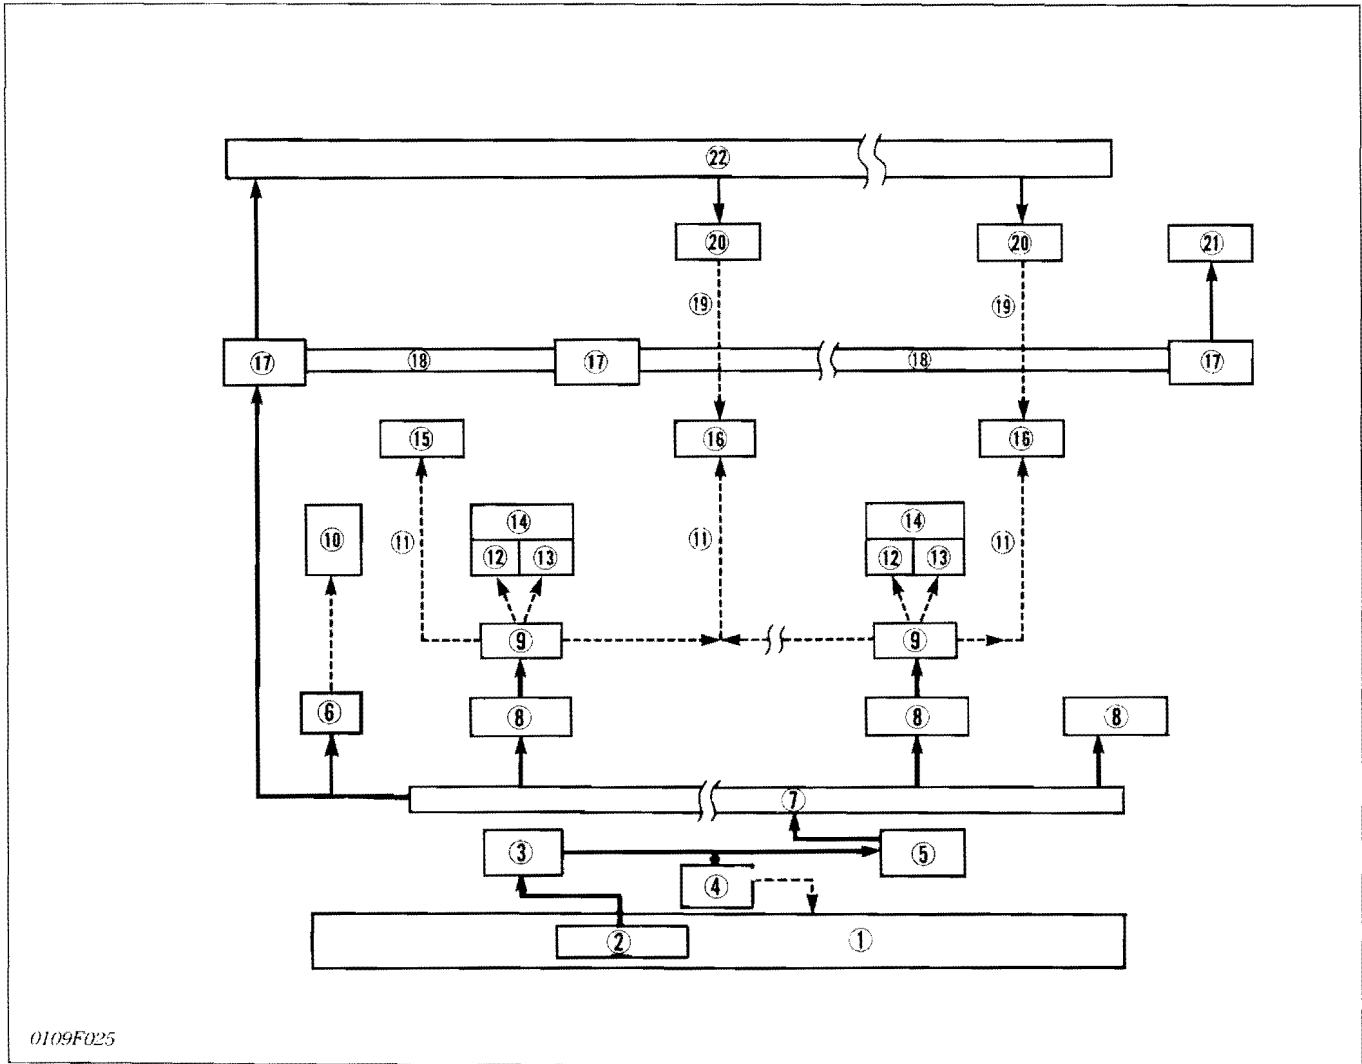 ㉒
⑳ ⑳ ㉑
⑲ ⑲
⑰ ⑱ ⑰ ⑱ ⑰
⑮ ⑯ ⑯
⑭ ⑭
⑩ ⑪ ⑫ ⑬ ⑪ ⑫ ⑬ ⑪
⑨ ⑨
⑥ ⑧ ⑧ ⑧
⑦
③ ⑤
④
② ①
0109F025